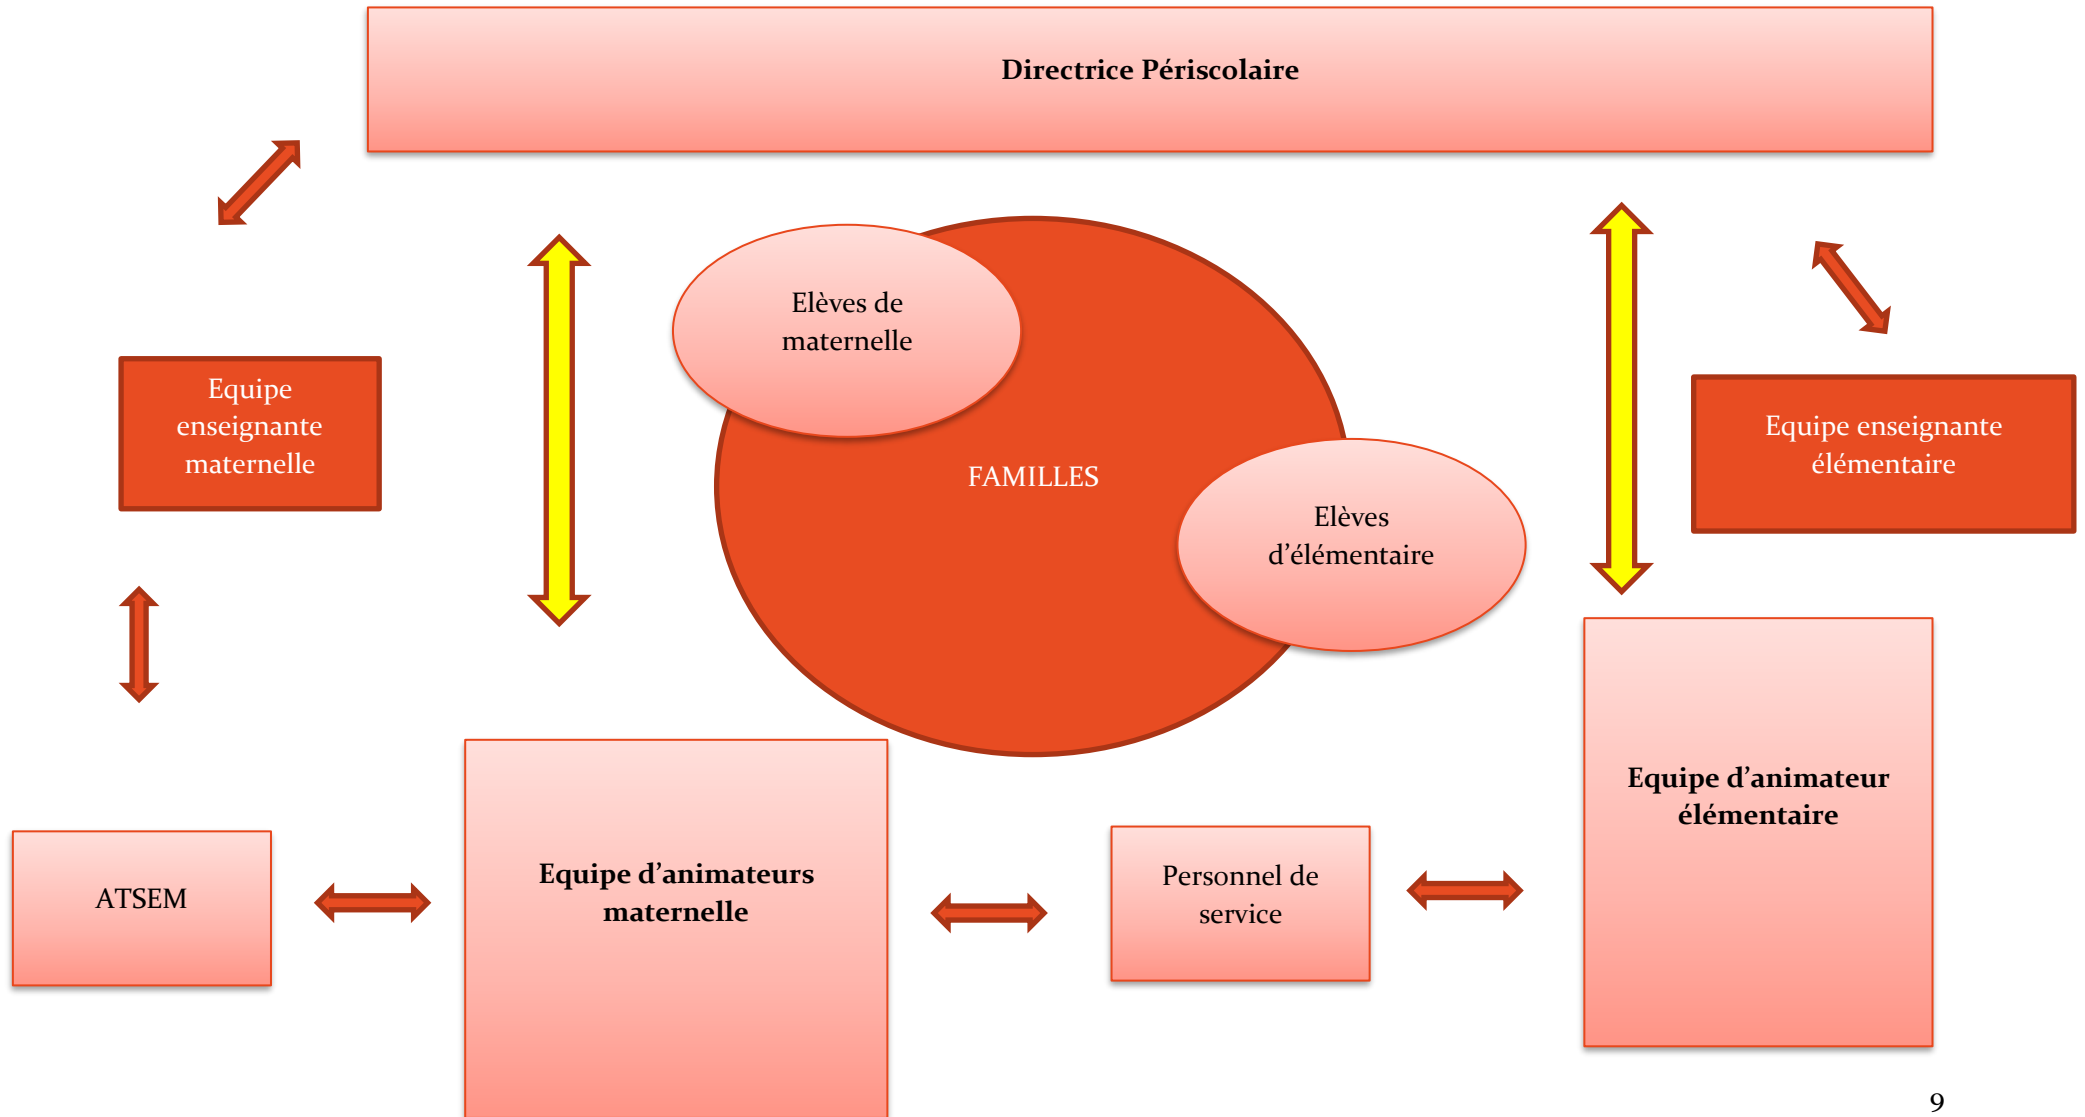 Directrice Périscolaire
Elèves de
maternelle
Equipe
enseignante
maternelle
FAMILLES
Equipe enseignante
élémentaire
Elèves
d’élémentaire
Equipe d’animateur
élémentaire
ATSEM
Equipe d’animateurs
maternelle
Personnel de
service
9